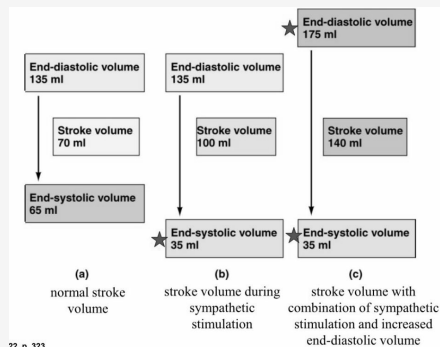 End-diastolic volume
175 ml
End-diastolic volume
135 ml
End-diastolic volume
135 ml
Stroke volume
70 ml
Stroke volume
100 ml
Stroke volume
140 ml
End-systolic volume
65 ml
End-systolic volume
35 ml
End-systolic volume
35 ml
(a)
normal stroke
volume
(b)
stroke volume during
sympathetic
stimulation
(c)
stroke volume with
combination of sympathetic
stimulation and increased
end-diastolic volume
22, p. 323